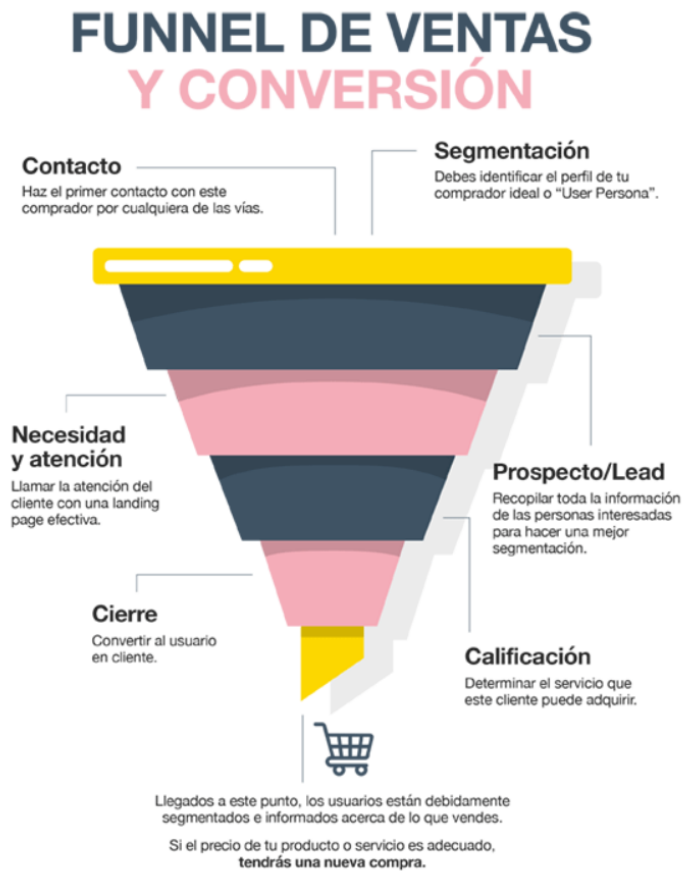 FUNNEL DE VENTAS
Y CONVERSIÓN
Contacto
Haz el primer contacto con este
comprador por cualquiera de las vías.
Segmentación
Debes identificar el perfil de tu
comprador ideal o “User Persona”.
Necesidad
y atención
Llamar la atención del
cliente con una landing
page efectiva.
Prospecto/Lead
Recopilar toda la información
de las personas interesadas
para hacer una mejor
segmentación.
Cierre
Convertir al usuario
en cliente.
Calificación
Determinar el servicio que
este cliente puede adquirir.
Llegados a este punto, los usuarios están debidamente
segmentados e informados acerca de lo que vendes.
Si el precio de tu producto o servicio es adecuado,
tendrás una nueva compra.